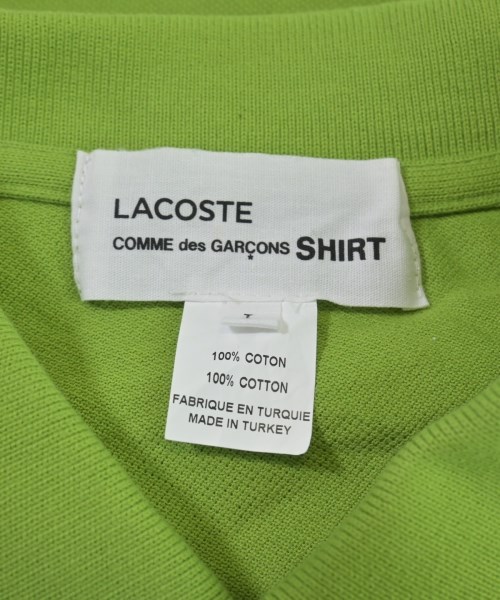 LACOSTE
COMME des GARÇONS SHIRT
100% COTON
100% COTTON
FABRIQUE EN TURQUIE
MADE IN TURKEY